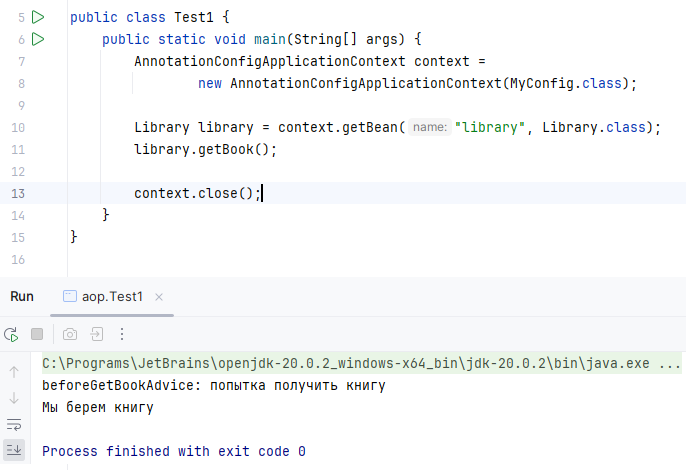 5 public class Test1 {
6 public static void main(String[] args) {
7 AnnotationConfigApplicationContext context =
8 new AnnotationConfigApplicationContext(MyConfig.class);
9
10 Library library = context.getBean( name: "library", Library.class);
11 library.getBook();
12
13 context.close();
14 }
15 }
16
Run aop.Test1
C:\Programs\JetBrains\openjdk-20.0.2_windows-x64_bin\jdk-20.0.2\bin\java.exe ...
beforeGetBookAdvice: попытка получить книгу
Мы берем книгу
Process finished with exit code 0